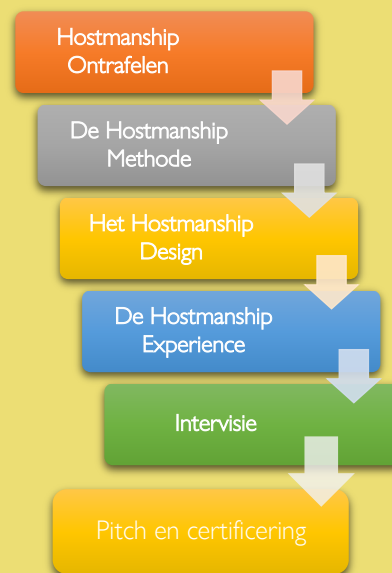 Hostmanship
Ontrafelen
De Hostmanship
Methode
Het Hostmanship
Design
De Hostmanship
Experience
Intervisie
Pitch en certificering